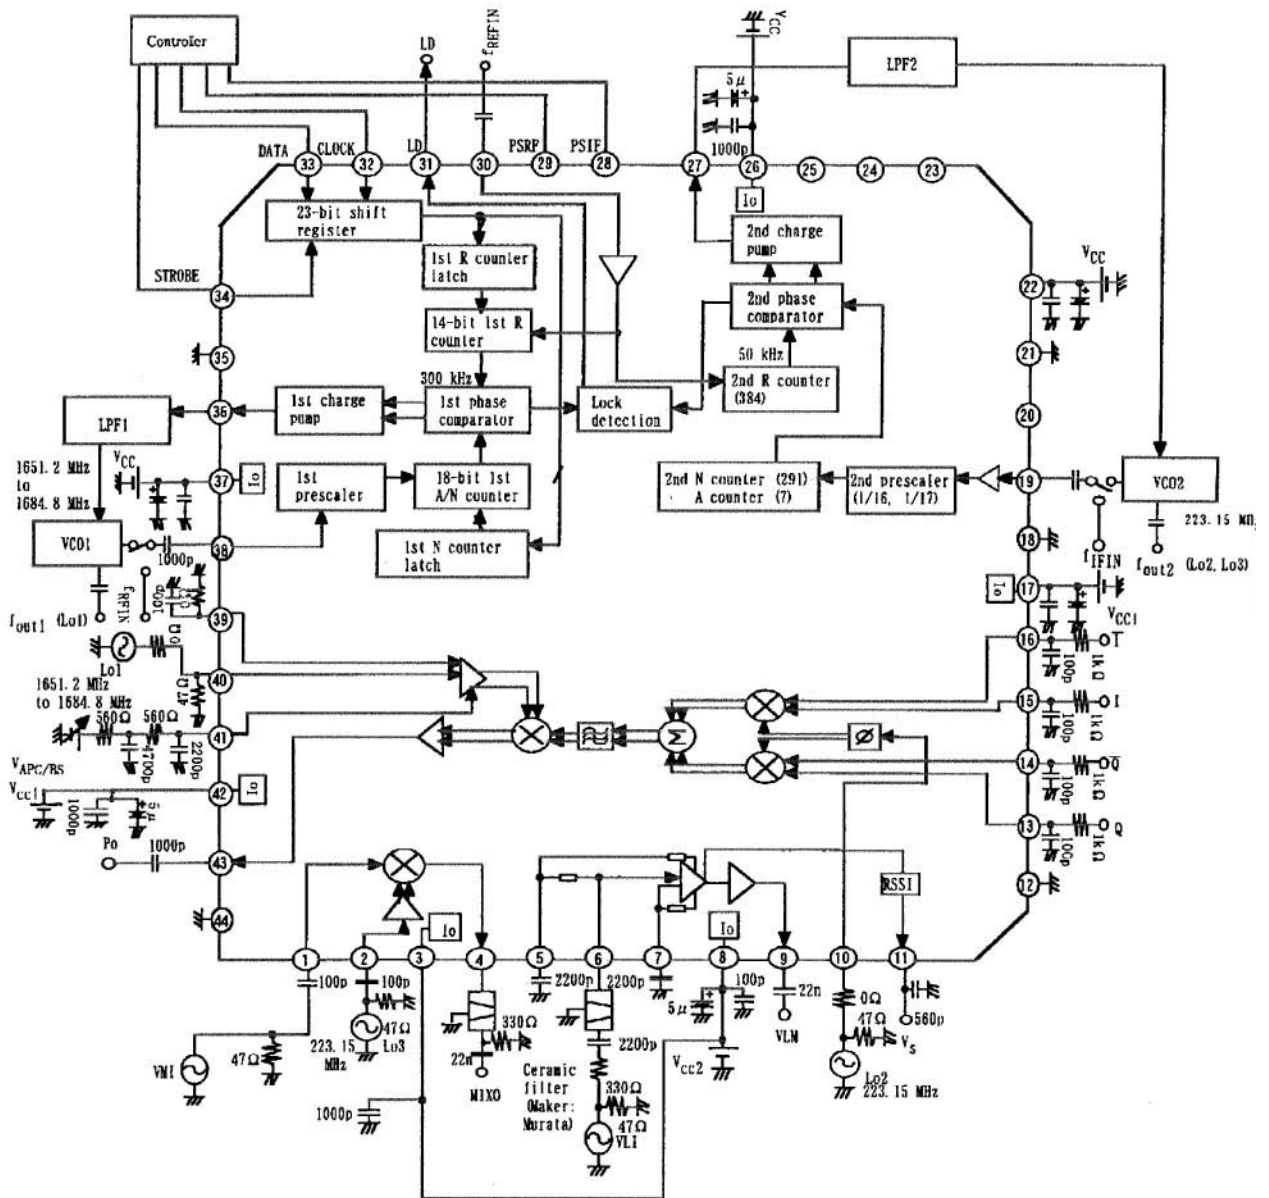 Controller
LD
fREFIN
VCC
LPF2
5μ
1000p
DATA
CLOCK
LD
PSRF
PSIF
33
32
31
30
29
28
27
26
25
24
23
Io
23-bit shift
register
1st R counter
latch
2nd charge
pump
STROBE
34
VCC
22
14-bit 1st R
counter
2nd phase
comparator
35
21
300 kHz
50 kHz
2nd R counter
(384)
36
1st charge
pump
1st phase
comparator
Lock
detection
20
LPF1
1651.2 MHz
to
1684.8 MHz
VCC
37
Io
1st
prescaler
18-bit 1st
A/N counter
2nd N counter (291)
A counter (7)
2nd prescaler
(1/16, 1/17)
19
VCO2
223.15 MHz
VCO1
1000p
38
1st N counter
latch
18
fIFIN
fout2 (Lo2, Lo3)
fRFIN
100p
39
Io
17
VCC1
fout1 (Lo1)
0Ω
16
100p
1kΩ
I
Lo1
40
47Ω
1651.2 MHz
to 1684.8 MHz
15
100p
1kΩ
I
560Ω
560Ω
41
4700p
2200p
Σ
Ø
VAPC/BS
14
100p
1kΩ
Q
VCC1
42
Io
1000p
5μ
13
100p
1kΩ
Q
Po
1000p
43
RSSI
12
44
Io
Io
1
2
3
4
5
6
7
8
9
10
11
100p
100p
2200p
2200p
5μ
100p
22n
0Ω
47Ω
560p
VS
47Ω
223.15
MHz
Lo3
330Ω
22n
VLM
VMI
47Ω
MIXO
2200p
VCC2
Lo2
223.15 MHz
Ceramic
filter
(Maker:
Murata)
330Ω
47Ω
VLI
1000p